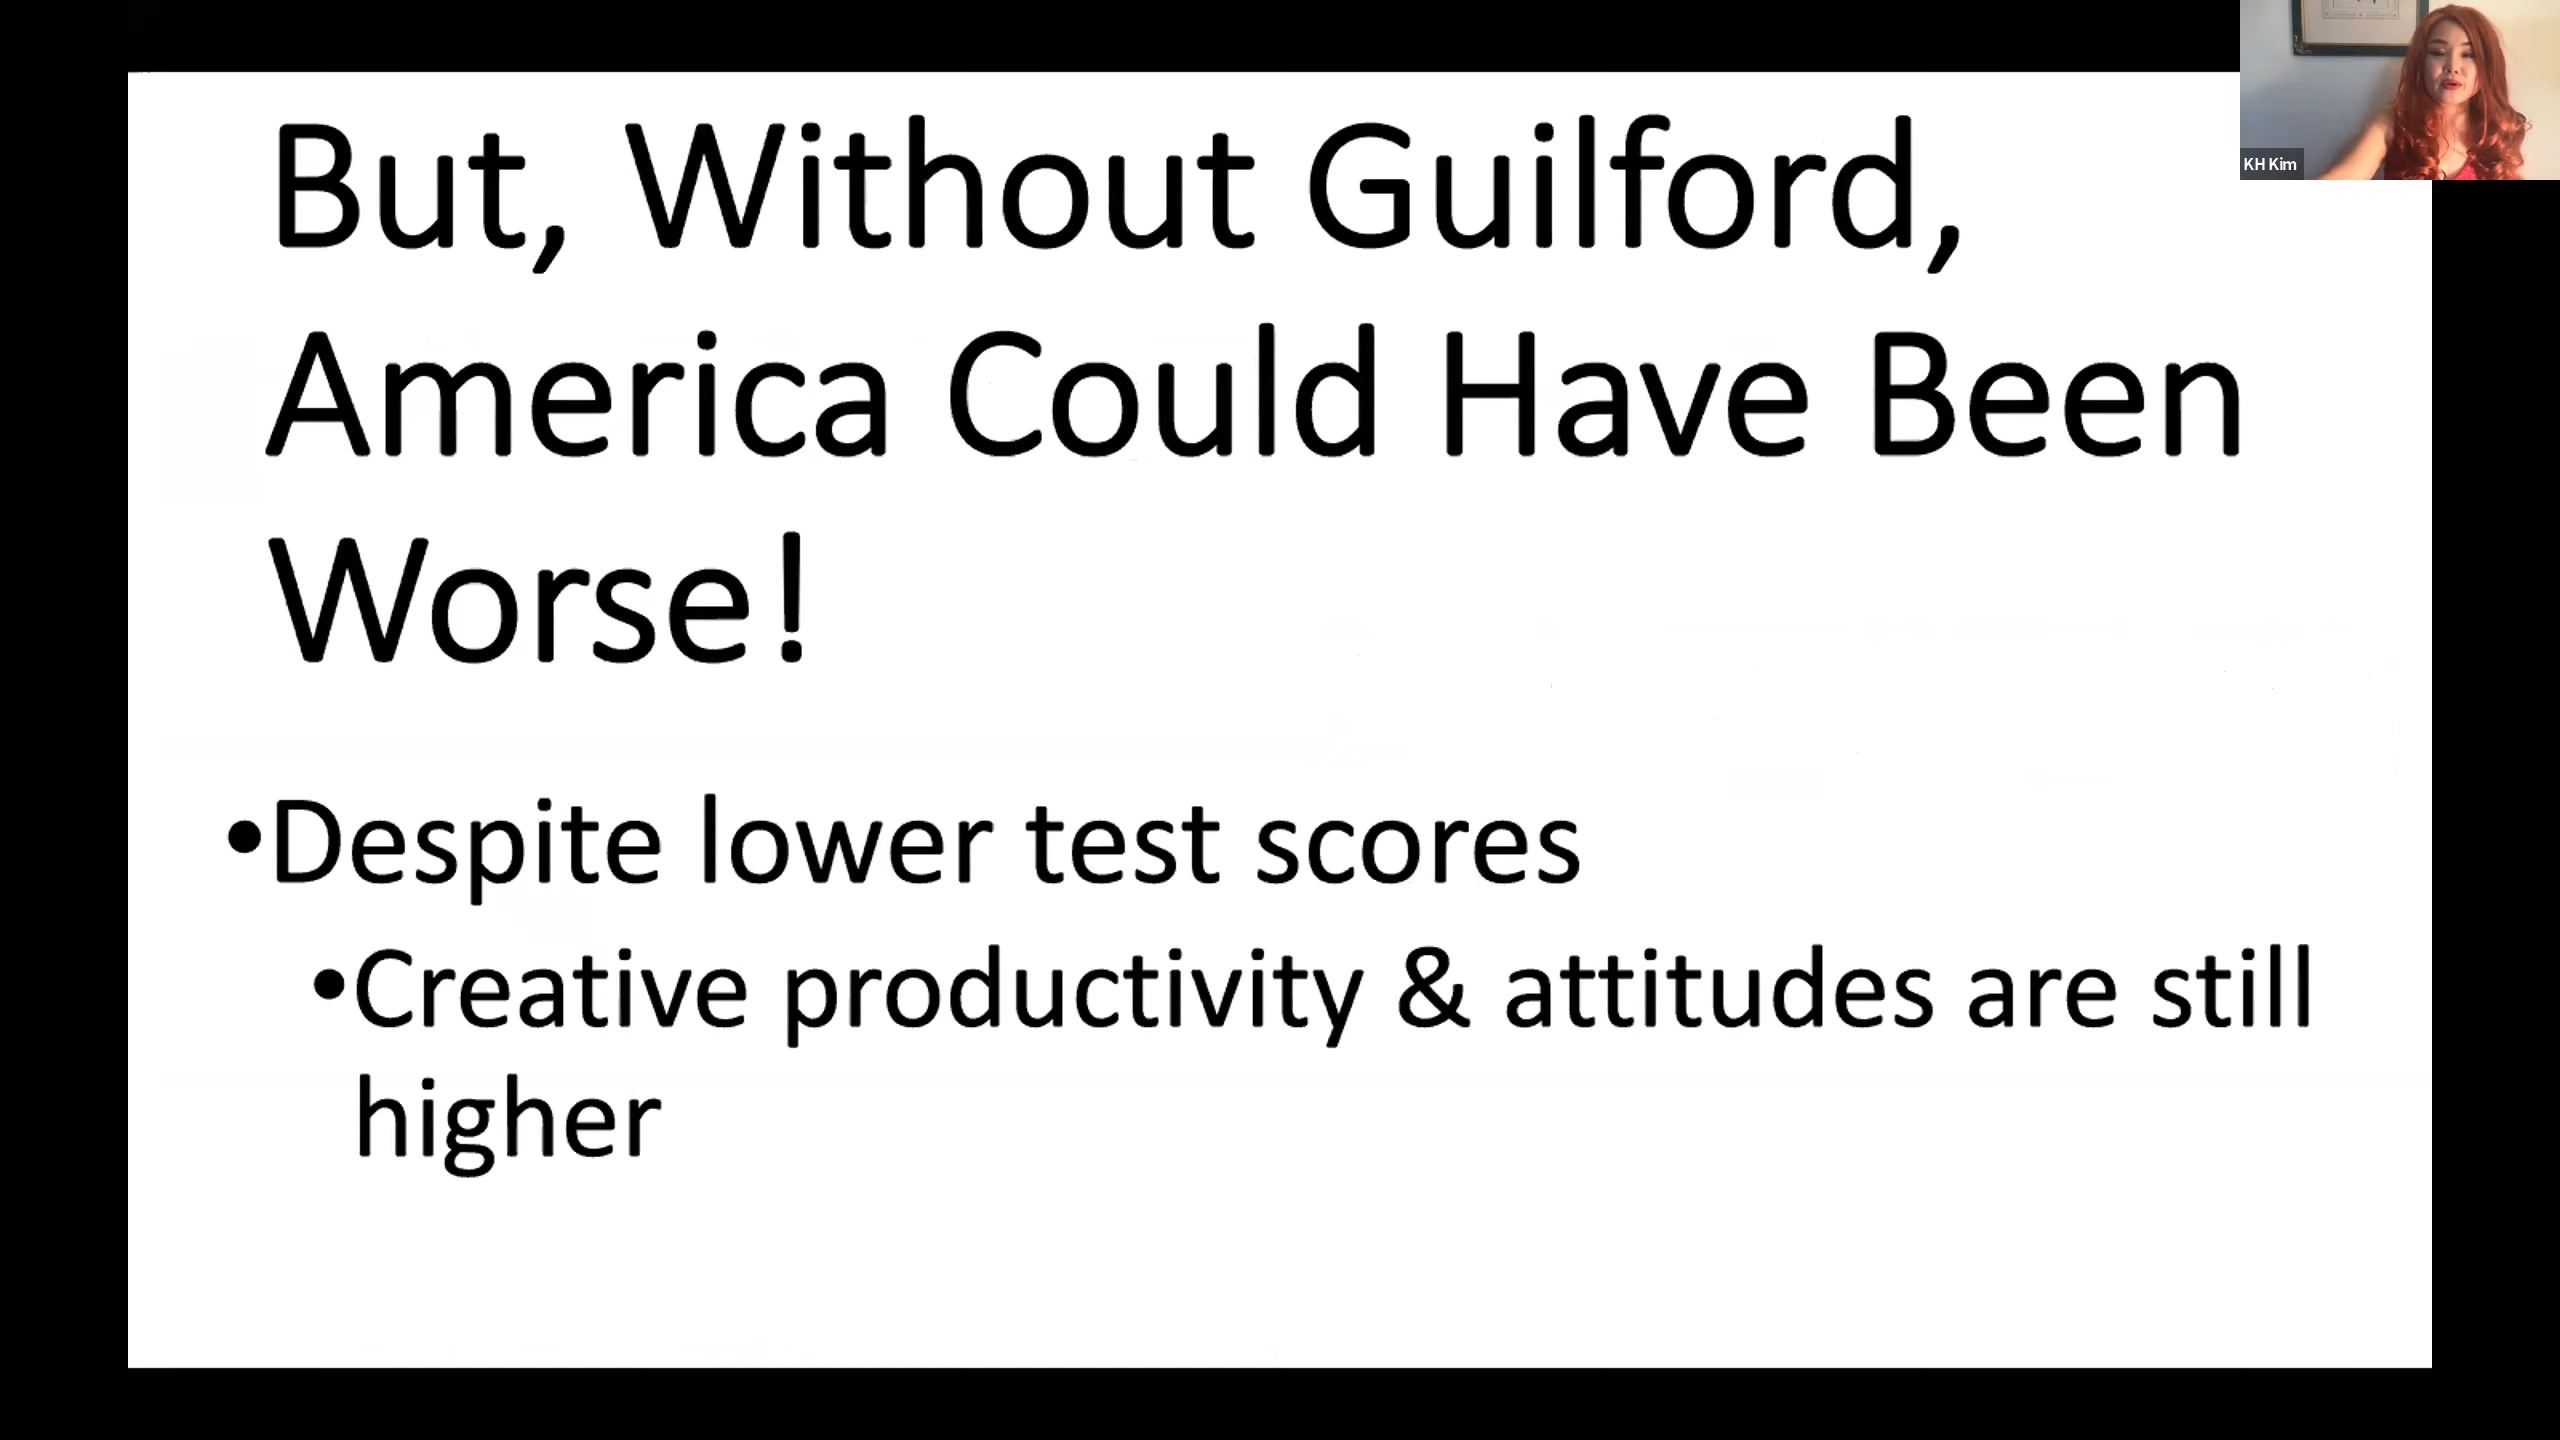 But, Without Guilford,
America Could Have Been
Worse!
•Despite lower test scores
•Creative productivity & attitudes are still
higher
KH Kim